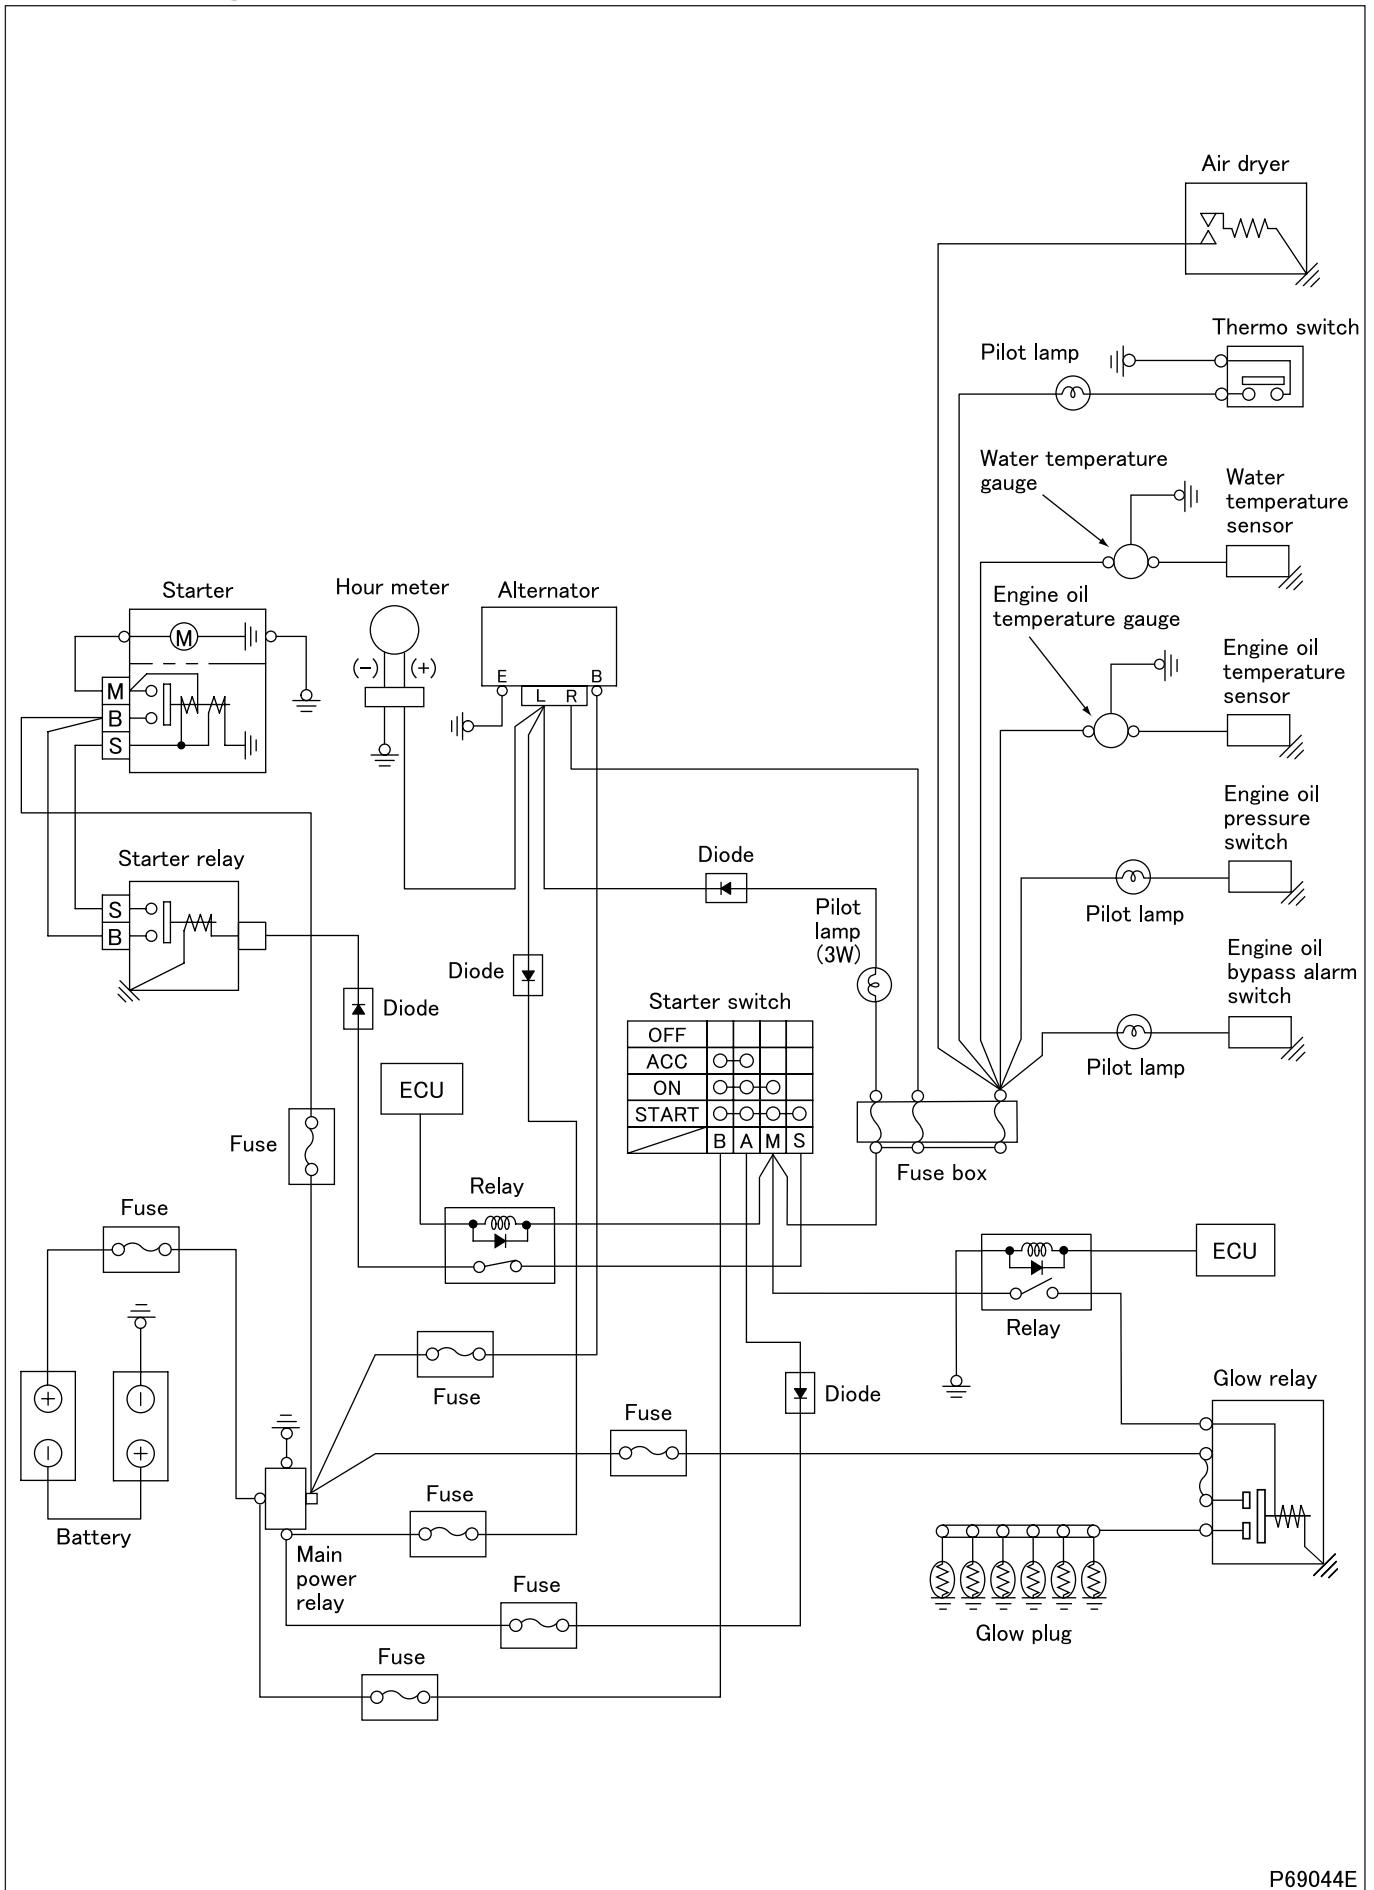 Air dryer
Thermo switch
Pilot lamp
Water temperature
gauge
Water
temperature
sensor
Engine oil
temperature gauge
Engine oil
temperature
sensor
Engine oil
pressure
switch
Pilot lamp
Engine oil
bypass alarm
switch
Pilot lamp
Starter
M
M
B
S
Hour meter
(-) (+)
Alternator
E L R B
Starter relay
S
B
Diode
Pilot
lamp
(3W)
Diode
Diode
Starter switch
OFF
ACC
ON
START
B A M S
ECU
Fuse
Fuse box
Relay
Fuse
ECU
Relay
Fuse
Diode
Glow relay
Fuse
+ -
- +
Battery
Fuse
Main
power
relay
Fuse
Glow plug
Fuse
P69044E